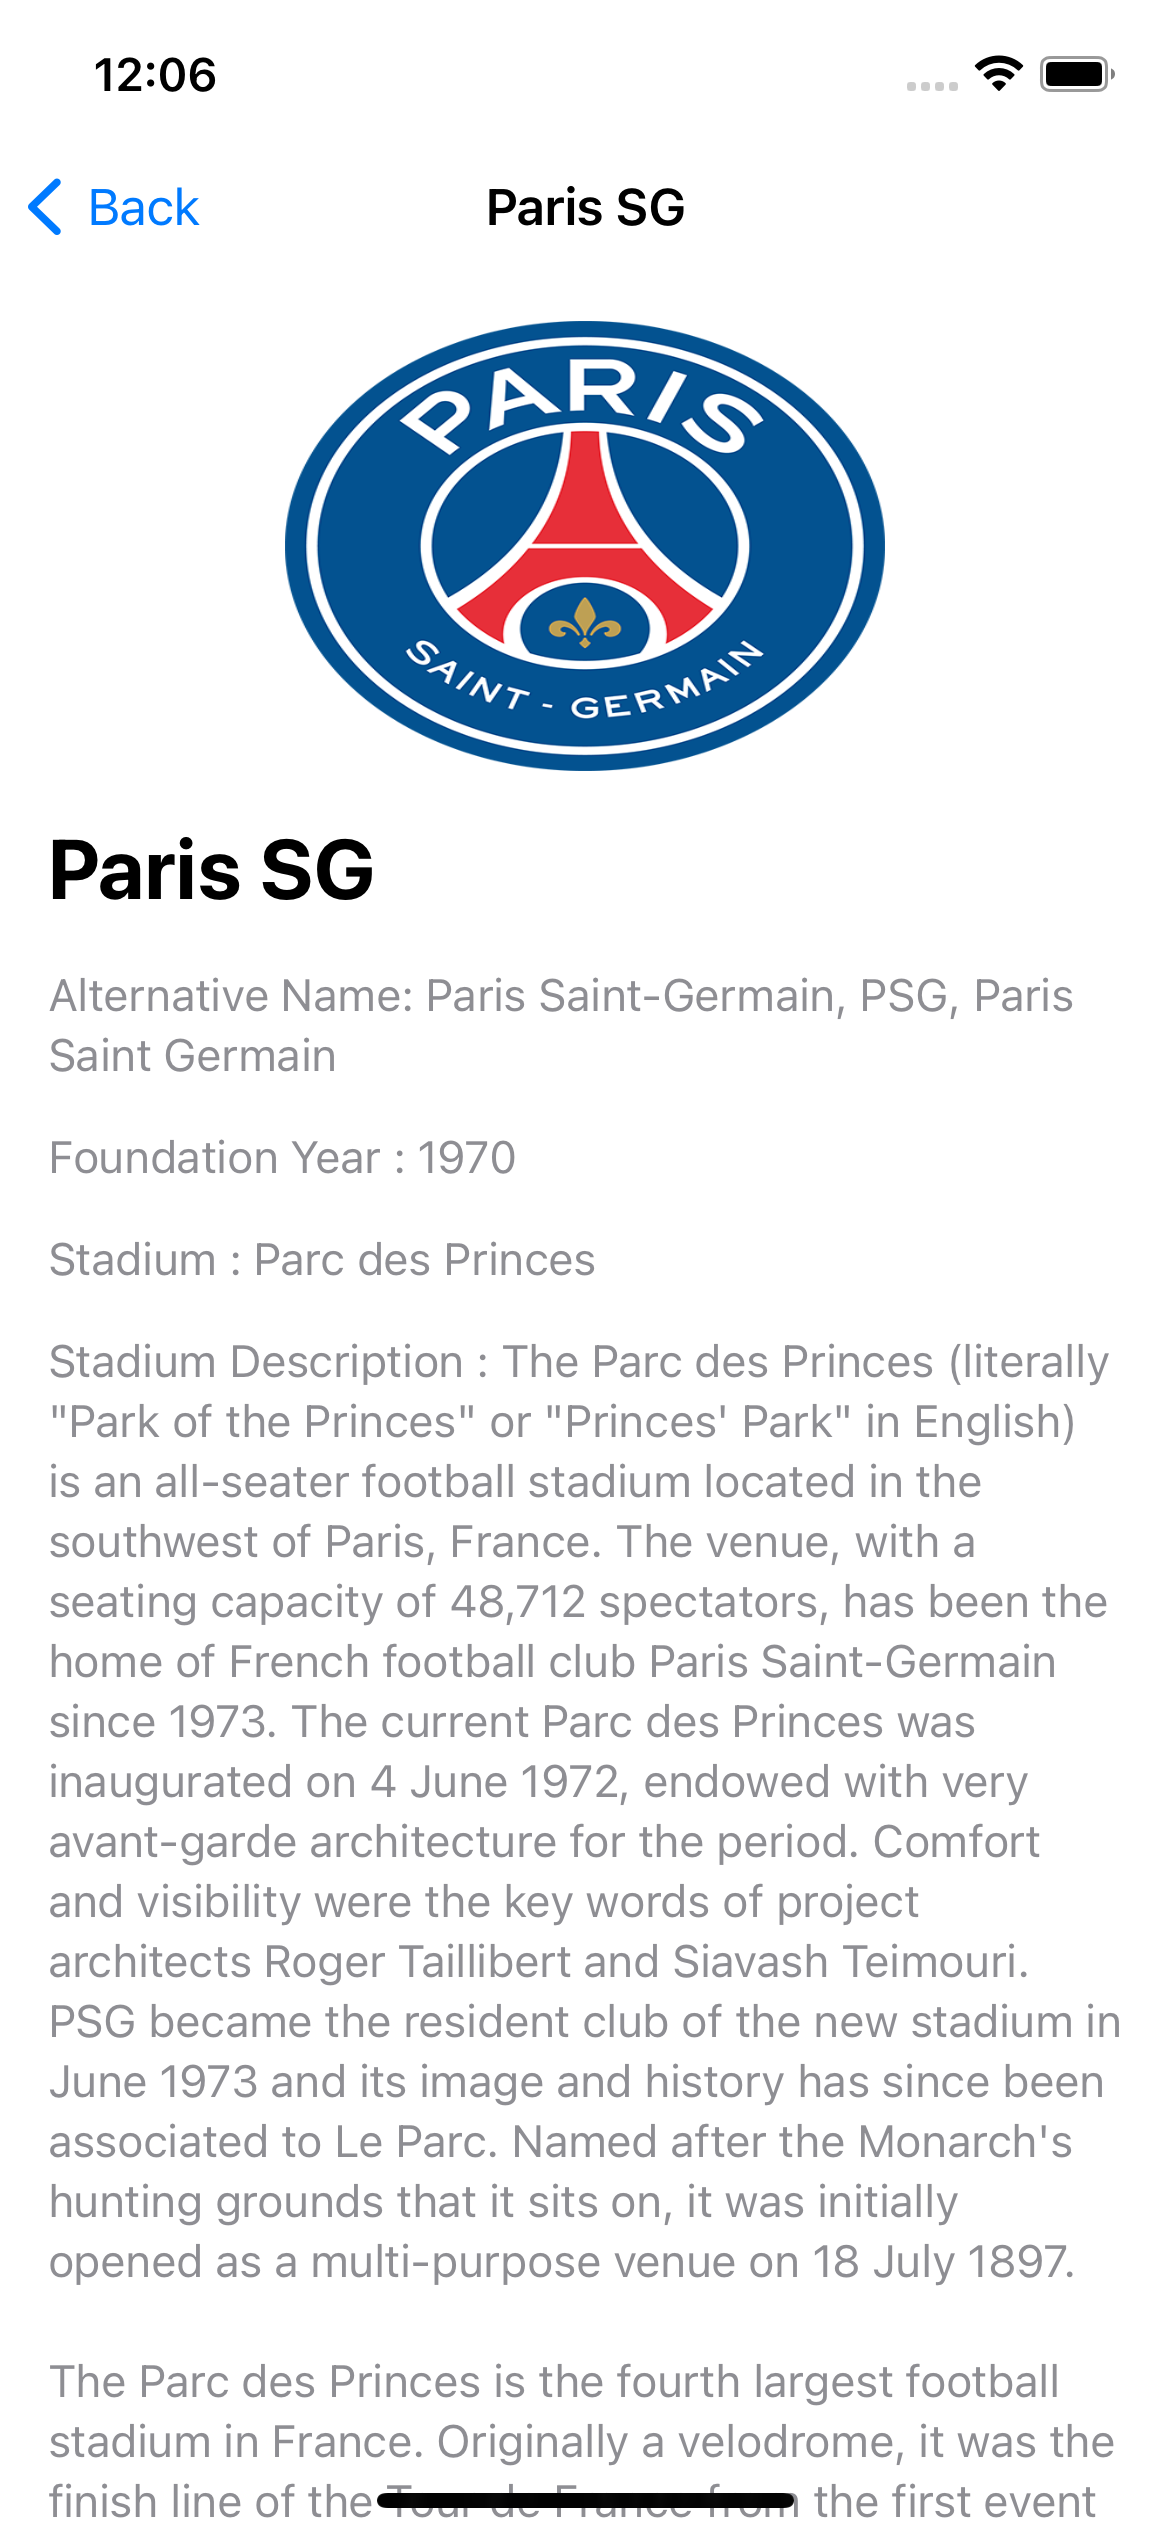 12:06
Back
Paris SG
PARIS
SAINT - GERMAIN
Paris SG
Alternative Name: Paris Saint-Germain, PSG, Paris
Saint Germain
Foundation Year : 1970
Stadium : Parc des Princes
Stadium Description : The Parc des Princes (literally
"Park of the Princes" or "Princes' Park" in English)
is an all-seater football stadium located in the
southwest of Paris, France. The venue, with a
seating capacity of 48,712 spectators, has been the
home of French football club Paris Saint-Germain
since 1973. The current Parc des Princes was
inaugurated on 4 June 1972, endowed with very
avant-garde architecture for the period. Comfort
and visibility were the key words of project
architects Roger Taillibert and Siavash Teimouri.
PSG became the resident club of the new stadium in
June 1973 and its image and history has since been
associated to Le Parc. Named after the Monarch's
hunting grounds that it sits on, it was initially
opened as a multi-purpose venue on 18 July 1897.
The Parc des Princes is the fourth largest football
stadium in France. Originally a velodrome, it was the
finish line of the Tour de France from the first event